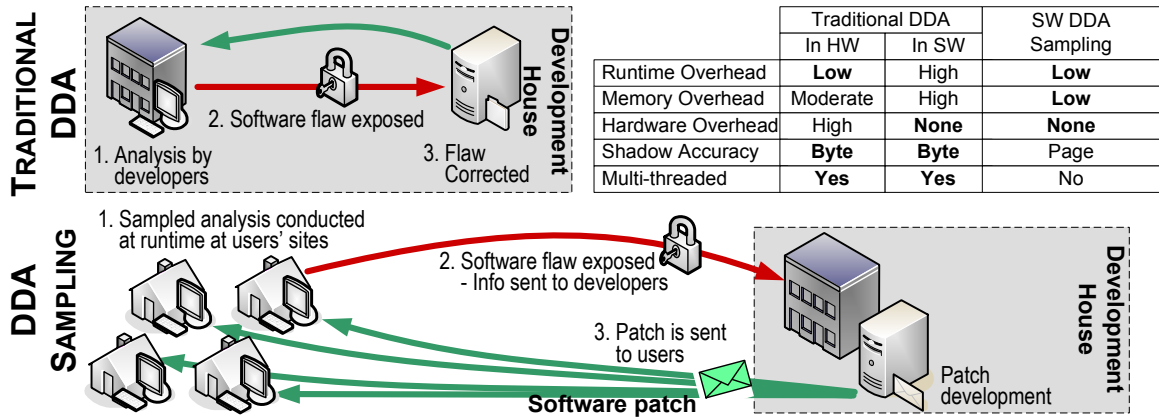 TRADITIONAL
DDA
Development
House
1. Analysis by
developers
2. Software flaw exposed
3. Flaw
Corrected
Traditional DDA SW DDA
In HW In SW Sampling
Runtime Overhead Low High Low
Memory Overhead Moderate High Low
Hardware Overhead High None None
Shadow Accuracy Byte Byte Page
Multi-threaded Yes Yes No
DDA
SAMPLING
1. Sampled analysis conducted
at runtime at users' sites
2. Software flaw exposed
- Info sent to developers
3. Patch is sent
to users
Software patch
Development
House
Patch
development